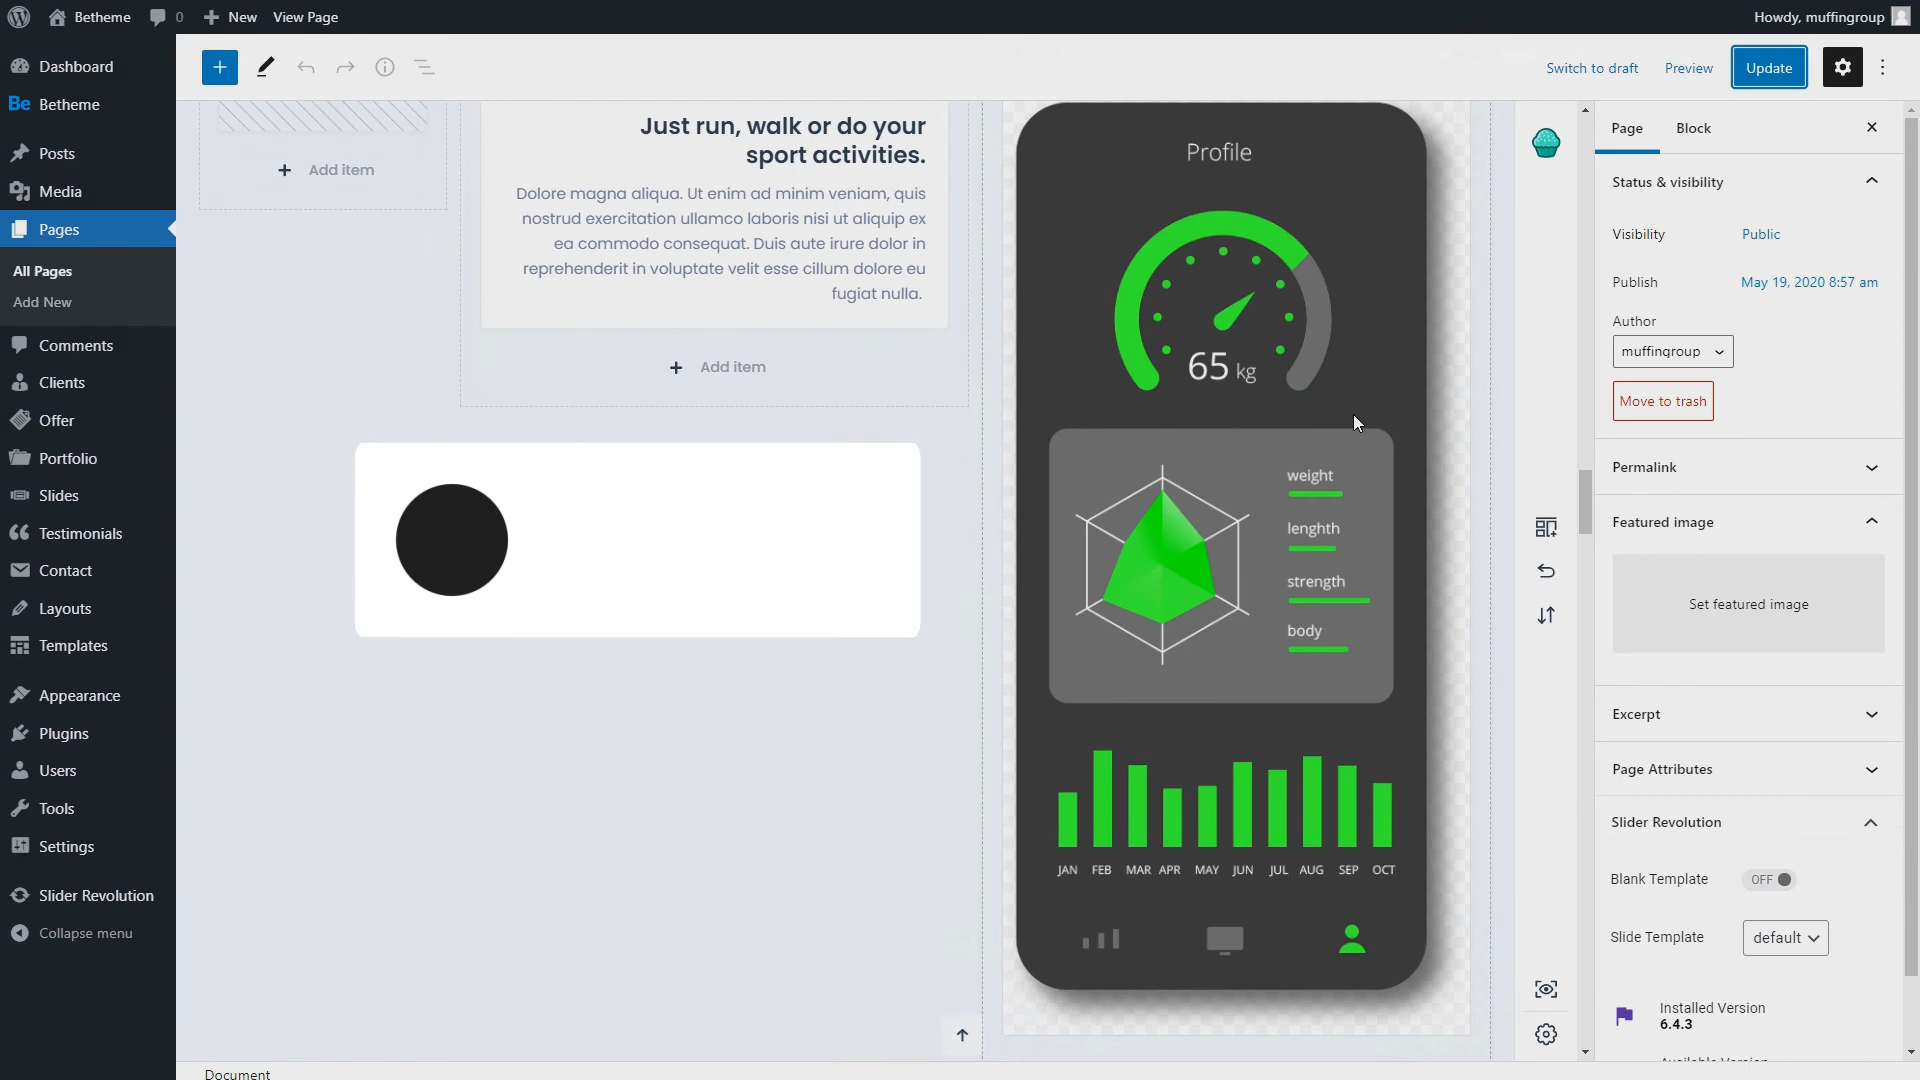 Betheme
0
New
View Page
Howdy, muffingroup
Dashboard
Be Betheme
Posts
Media
Pages
All Pages
Add New
Comments
Clients
Offer
Portfolio
Slides
Testimonials
Contact
Layouts
Templates
Appearance
Plugins
Users
Tools
Settings
Slider Revolution
Collapse menu
Switch to draft
Preview
Update
Add item
Just run, walk or do your
sport activities.
Dolore magna aliqua. Ut enim ad minim veniam, quis
nostrud exercitation ullamco laboris nisi ut aliquip ex
ea commodo consequat. Duis aute irure dolor in
reprehenderit in voluptate velit esse cillum dolore eu
fugiat nulla.
Add item
Profile
65 kg
weight
lenghth
strength
body
JAN FEB MAR APR MAY JUN JUL AUG SEP OCT
Page
Block
Status & visibility
Visibility
Public
Publish
May 19, 2020 8:57 am
Author
muffingroup
Move to trash
Permalink
Featured image
Set featured image
Excerpt
Page Attributes
Slider Revolution
Blank Template
OFF
Slide Template
default
Installed Version
6.4.3
Document